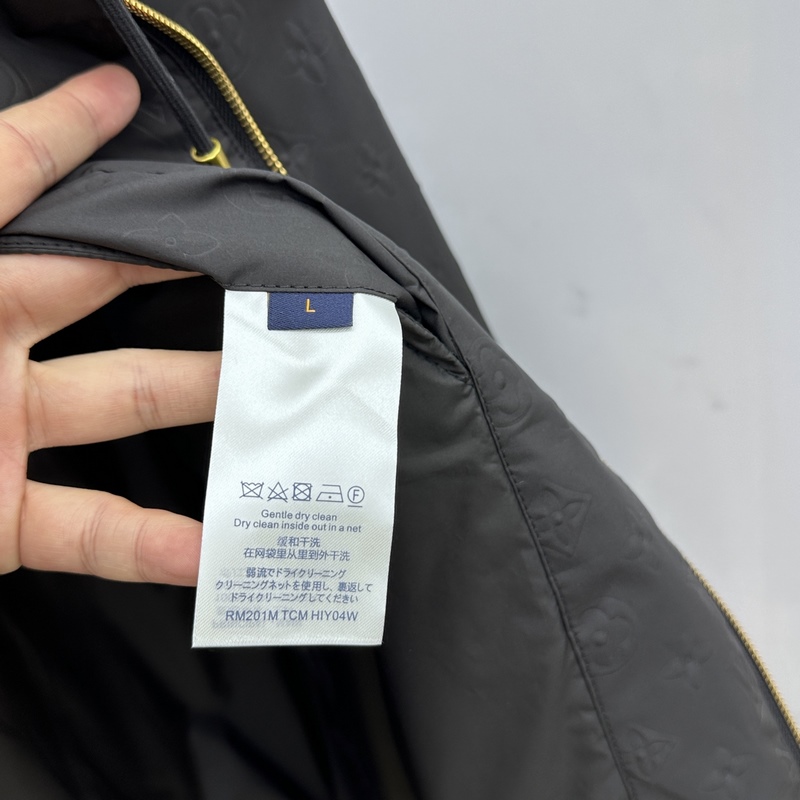 L
F
Gentle dry clean
Dry clean inside out in a net
缓和干洗
在网袋里从里到外干洗
弱流でドライクリーニング
クリーニングネットを使用し、裏返して
ドライクリーニングしてください
RM201M TCM HIY04W